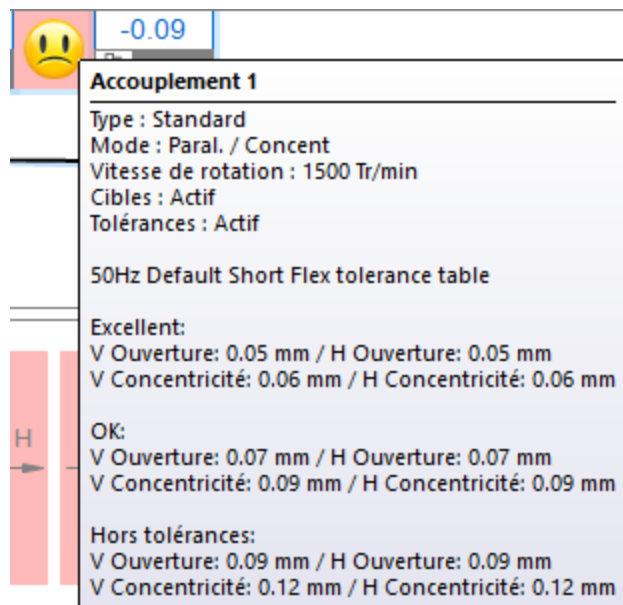 -0.09
Accouplement 1
Type : Standard
Mode : Paral. / Concent
Vitesse de rotation : 1500 Tr/min
Cibles : Actif
Tolérances : Actif
50Hz Default Short Flex tolerance table
Excellent:
V Ouverture: 0.05 mm / H Ouverture: 0.05 mm
V Concentricité: 0.06 mm / H Concentricité: 0.06 mm
OK:
V Ouverture: 0.07 mm / H Ouverture: 0.07 mm
V Concentricité: 0.09 mm / H Concentricité: 0.09 mm
H
Hors tolérances:
V Ouverture: 0.09 mm / H Ouverture: 0.09 mm
V Concentricité: 0.12 mm / H Concentricité: 0.12 mm